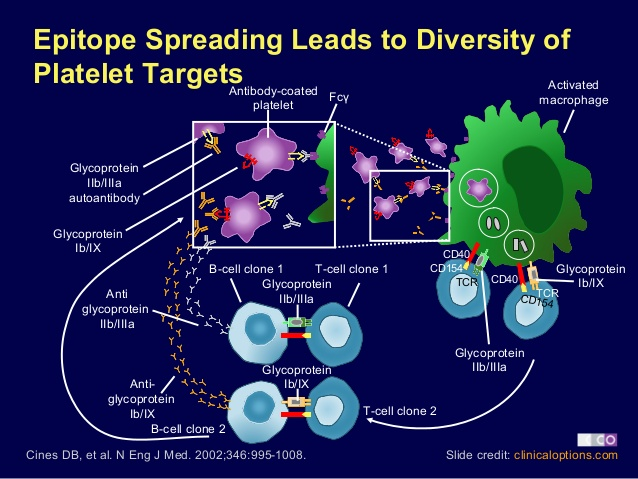 Epitope Spreading Leads to Diversity of
Platelet Targets
Antibody-coated
platelet
Fcγ
Activated
macrophage
Glycoprotein
IIb/IIIa
autoantibody
Glycoprotein
Ib/IX
CD40
CD154
TCR
CD40
TCR
CD154
Glycoprotein
Ib/IX
B-cell clone 1
T-cell clone 1
Glycoprotein
IIb/IIIa
Anti
glycoprotein
IIb/IIIa
Glycoprotein
IIb/IIIa
Glycoprotein
Ib/IX
Anti-
glycoprotein
Ib/IX
B-cell clone 2
T-cell clone 2
CCO
Cines DB, et al. N Eng J Med. 2002;346:995-1008.
Slide credit: clinicaloptions.com